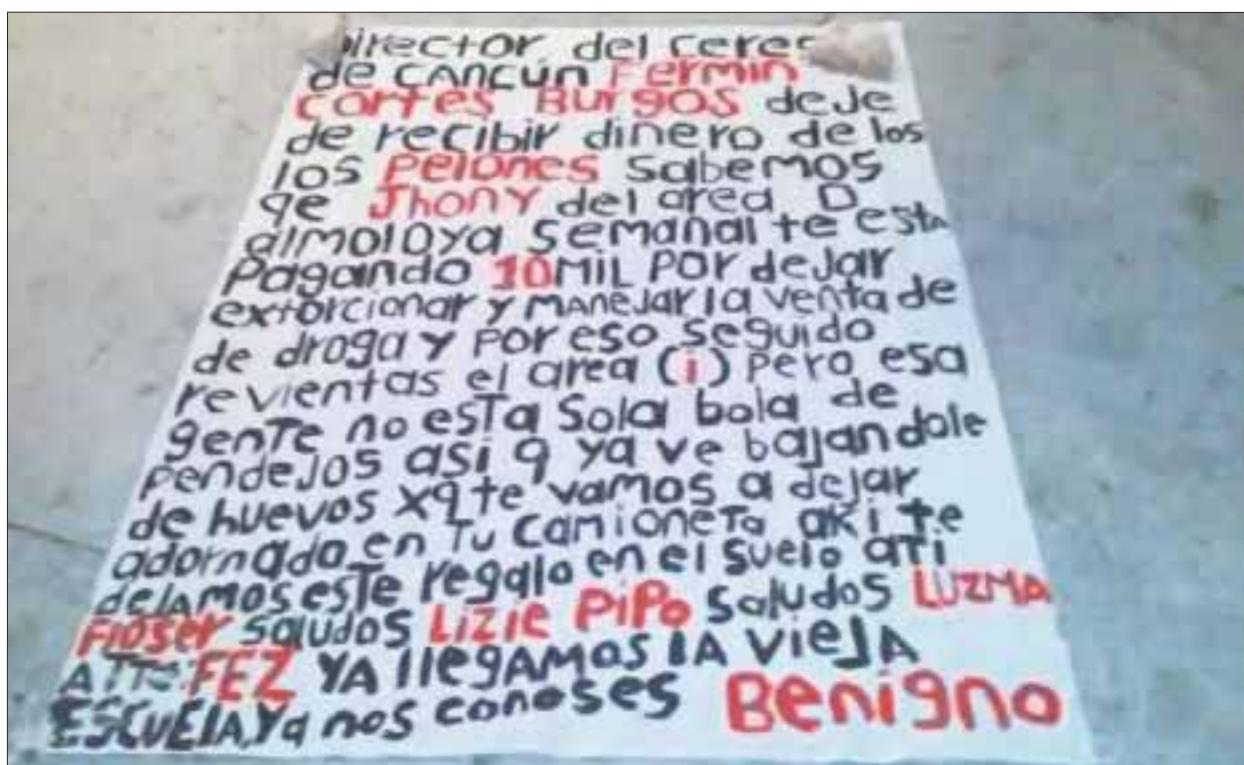 Director del ceres
de cancún Fermin
Cortes Burgos deje
de recibir dinero de los
los Pelones sabemos
qe Jhony del area D
almoloya semanal te esta
Pagando 10MIL POR dejar
extorcionar y MANeJAR la venta de
de droga y POR eso seguido
revientas el area (i) Pero esa
gente no esta sola bola de
pendejos asi q ya ve bajandole
de huevos xq te vamos a dejar
adornado en Tu camioneta aki te
dejamos este regalo en el suelo ati
Floser saludos Lizie PiPo saludos LUZMA
ATTE: FEZ YA llegamos LA vieja
ESCUELA, Ya nos conoses Benigno